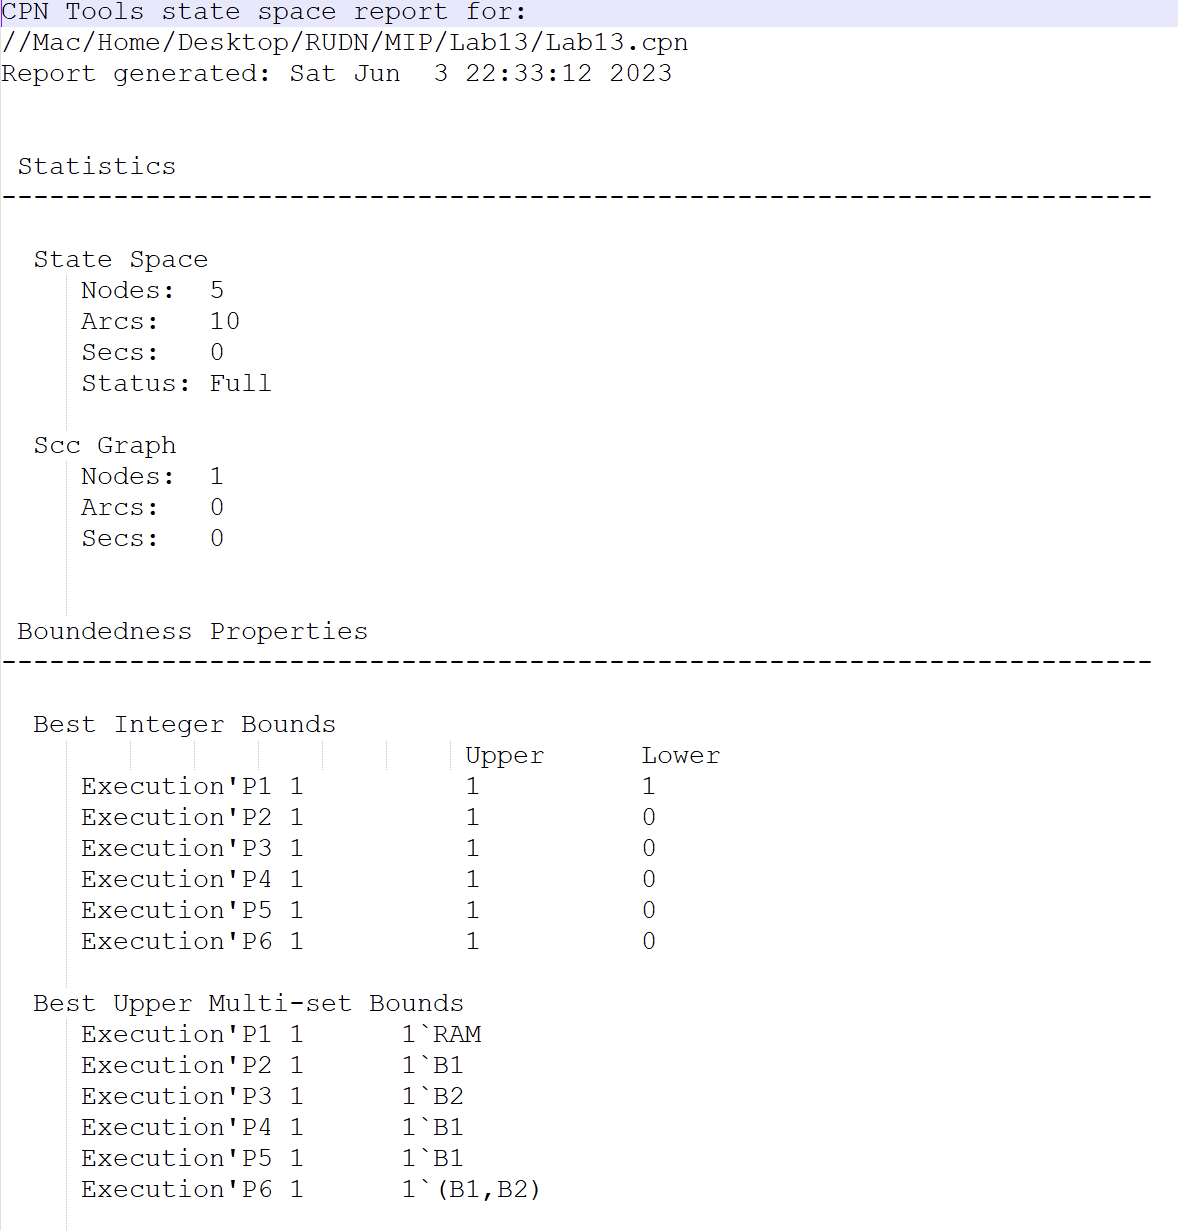 CPN Tools state space report for:
//Mac/Home/Desktop/RUDN/MIP/Lab13/Lab13.cpn
Report generated: Sat Jun  3 22:33:12 2023
Statistics
------------------------------------------------------------------------
State Space
Nodes:  5
Arcs:   10
Secs:   0
Status: Full
Scc Graph
Nodes:  1
Arcs:   0
Secs:   0
Boundedness Properties
------------------------------------------------------------------------
Best Integer Bounds
Upper      Lower
Execution'P1 1          1          1
Execution'P2 1          1          0
Execution'P3 1          1          0
Execution'P4 1          1          0
Execution'P5 1          1          0
Execution'P6 1          1          0
Best Upper Multi-set Bounds
Execution'P1 1      1`RAM
Execution'P2 1      1`B1
Execution'P3 1      1`B2
Execution'P4 1      1`B1
Execution'P5 1      1`B1
Execution'P6 1      1`(B1,B2)